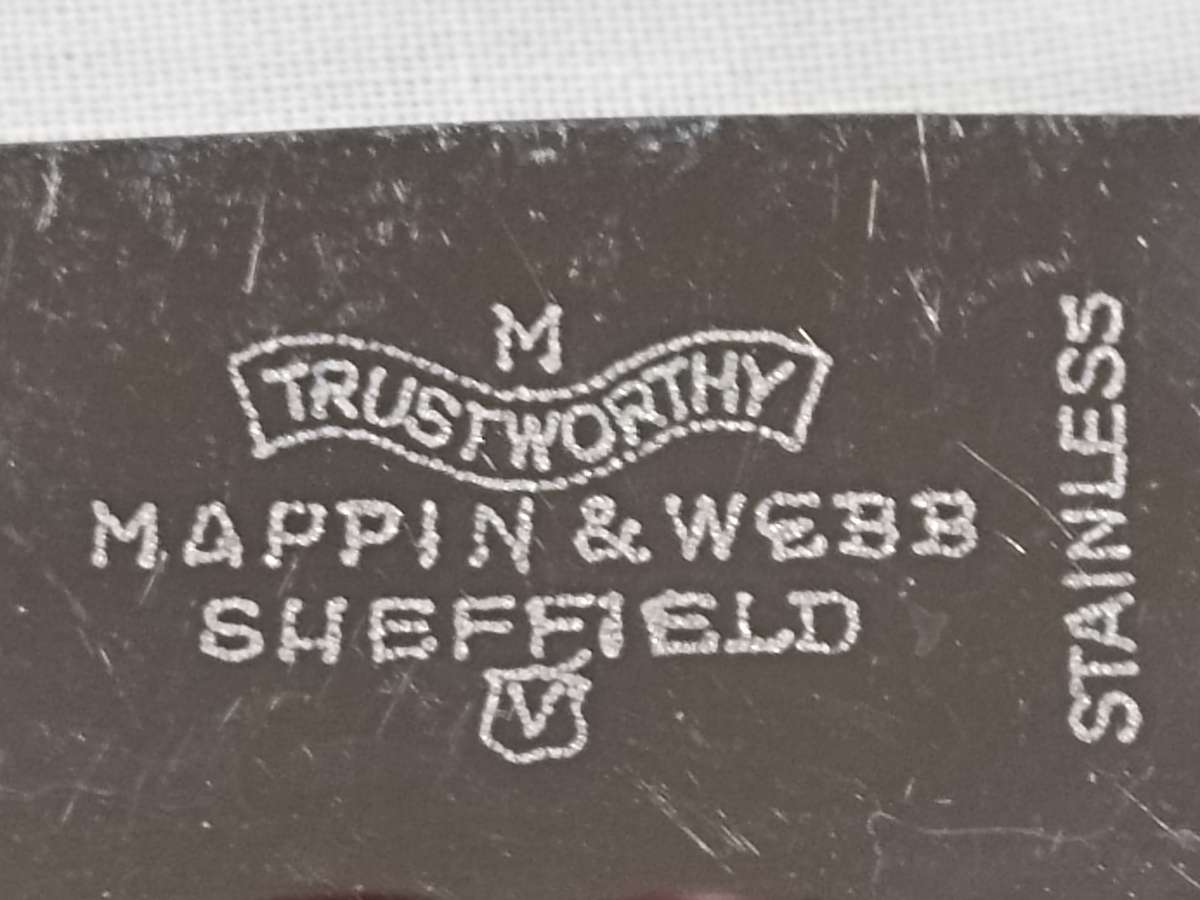 M
TRUSTWORTHY
MAPPIN & WEBB
SHEFFIELD
V
STAINLESS